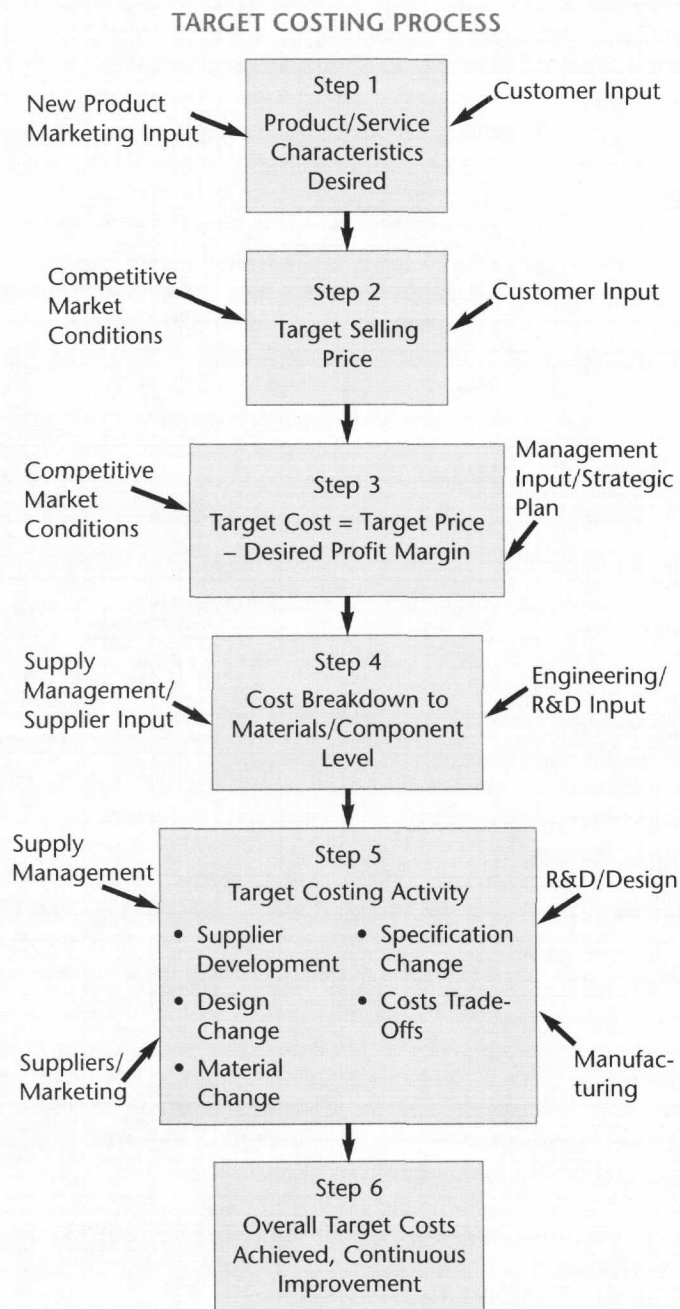 TARGET COSTING PROCESS
Step 1
Product/Service
Characteristics
Desired
New Product
Marketing Input
Customer Input
Step 2
Target Selling
Price
Competitive
Market
Conditions
Customer Input
Step 3
Target Cost = Target Price
– Desired Profit Margin
Competitive
Market
Conditions
Management
Input/Strategic
Plan
Step 4
Cost Breakdown to
Materials/Component
Level
Supply
Management/
Supplier Input
Engineering/
R&D Input
Step 5
Target Costing Activity
• Supplier
Development
• Design
Change
• Material
Change
• Specification
Change
• Costs Trade-
Offs
Supply
Management
R&D/Design
Suppliers/
Marketing
Manufac-
turing
Step 6
Overall Target Costs
Achieved, Continuous
Improvement